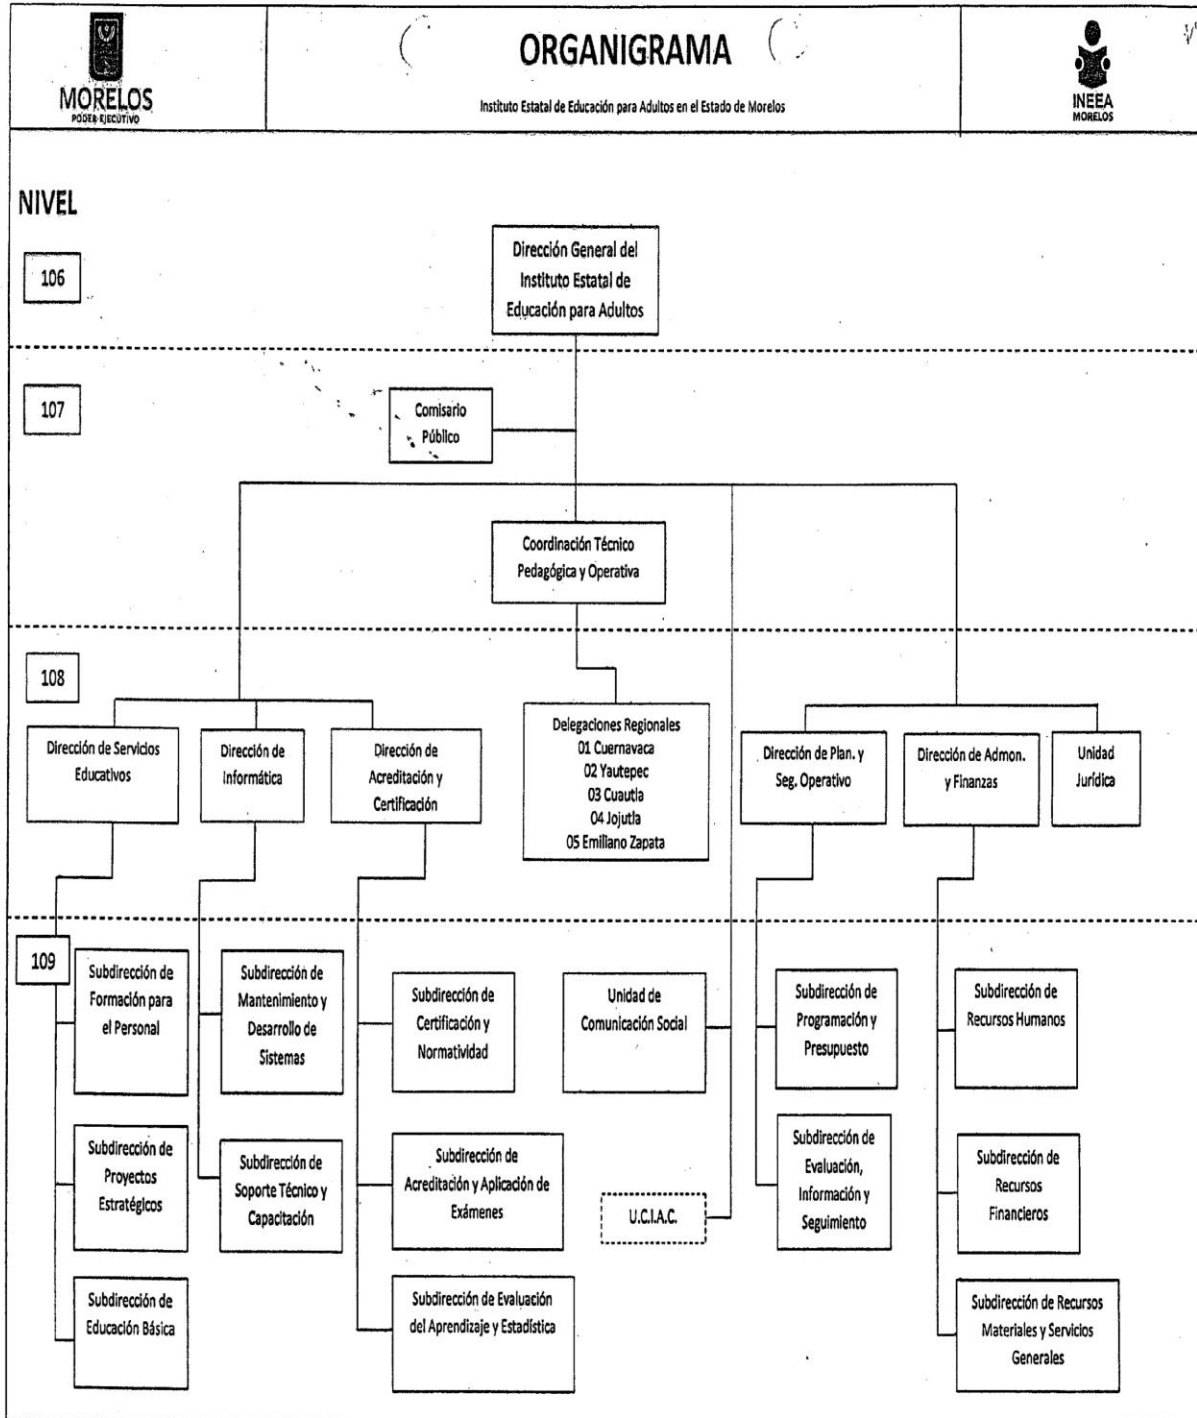 MORELOS
PODER EJECUTIVO
ORGANIGRAMA
Instituto Estatal de Educación para Adultos en el Estado de Morelos
INEEA
MORELOS
NIVEL
106
Dirección General del
Instituto Estatal de
Educación para Adultos
107
Comisario
Público
Coordinación Técnico
Pedagógica y Operativa
108
Dirección de Servicios
Educativos
Dirección de
Informática
Dirección de
Acreditación y
Certificación
Delegaciones Regionales
01 Cuernavaca
02 Yautepec
03 Cuautla
04 Jojutla
05 Emiliano Zapata
Dirección de Plan. y
Seg. Operativo
Dirección de Admon.
y Finanzas
Unidad
Jurídica
109
Subdirección de
Formación para
el Personal
Subdirección de
Mantenimiento y
Desarrollo de
Sistemas
Subdirección de
Certificación y
Normatividad
Unidad de
Comunicación Social
Subdirección de
Programación y
Presupuesto
Subdirección de
Recursos Humanos
Subdirección de
Proyectos
Estratégicos
Subdirección de
Soporte Técnico y
Capacitación
Subdirección de
Acreditación y Aplicación de
Exámenes
U.C.I.A.C.
Subdirección de
Evaluación,
Información y
Seguimiento
Subdirección de
Recursos
Financieros
Subdirección de
Educación Básica
Subdirección de Evaluación
del Aprendizaje y Estadística
Subdirección de Recursos
Materiales y Servicios
Generales